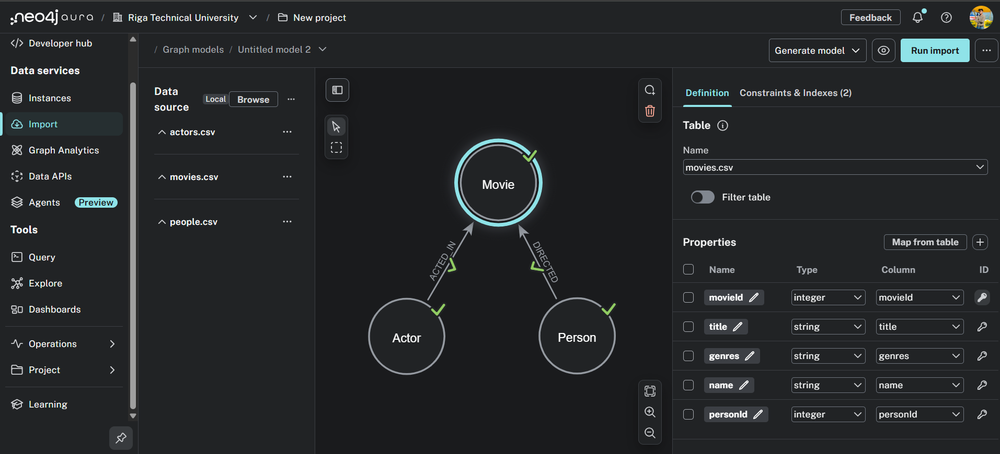 neo4j aura / Riga Technical University / New project Feedback
Developer hub
Data services
Instances
Import
Graph Analytics
Data APIs
Agents Preview
Tools
Query
Explore
Dashboards
Operations
Project
Learning
/ Graph models / Untitled model 2
Generate model Run import
Data source Local Browse ...
actors.csv ...
movies.csv ...
people.csv ...
Movie
ACTED_IN
DIRECTED
Actor
Person
Definition Constraints & Indexes (2)
Table
Name
movies.csv
Filter table
Properties Map from table
Name Type Column ID
movieId integer movieId
title string title
genres string genres
name string name
personId integer personId